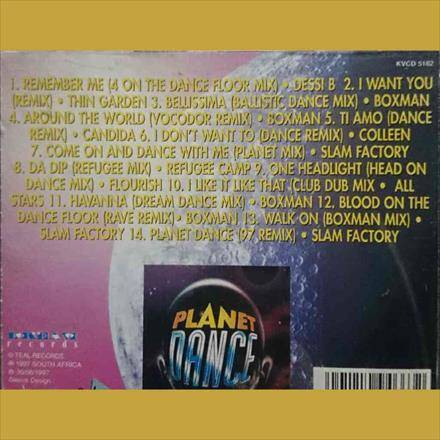 KVCD 5182
1. REMEMBER ME (4 ON THE DANCE FLOOR MIX) • DESSI B 2. I WANT YOU
(REMIX) • THIN GARDEN 3. BELLISSIMA (BALLISTIC DANCE MIX) • BOXMAN
4. AROUND THE WORLD (VOCODOR REMIX) • BOXMAN 5. TI AMO (DANCE
REMIX) • CANDIDA 6. I DON'T WANT TO (DANCE REMIX) • COLLEEN
7. COME ON AND DANCE WITH ME (PLANET MIX) • SLAM FACTORY
8. DA DIP (REFUGEE MIX) • REFUGEE CAMP 9. ONE HEADLIGHT (HEAD ON
DANCE MIX) • FLOURISH 10. I LIKE IT LIKE THAT (CLUB DUB MIX • ALL
STARS 11. HAVANNA (DREAM DANCE MIX) • BOXMAN 12. BLOOD ON THE
DANCE FLOOR (RAVE REMIX) • BOXMAN 13. WALK ON (BOXMAN MIX) •
SLAM FACTORY 14. PLANET DANCE (97 REMIX) • SLAM FACTORY
PLANET
DANCE
records
© TEAL RECORDS
℗ 1997 SOUTH AFRICA
30/06/1997
Design